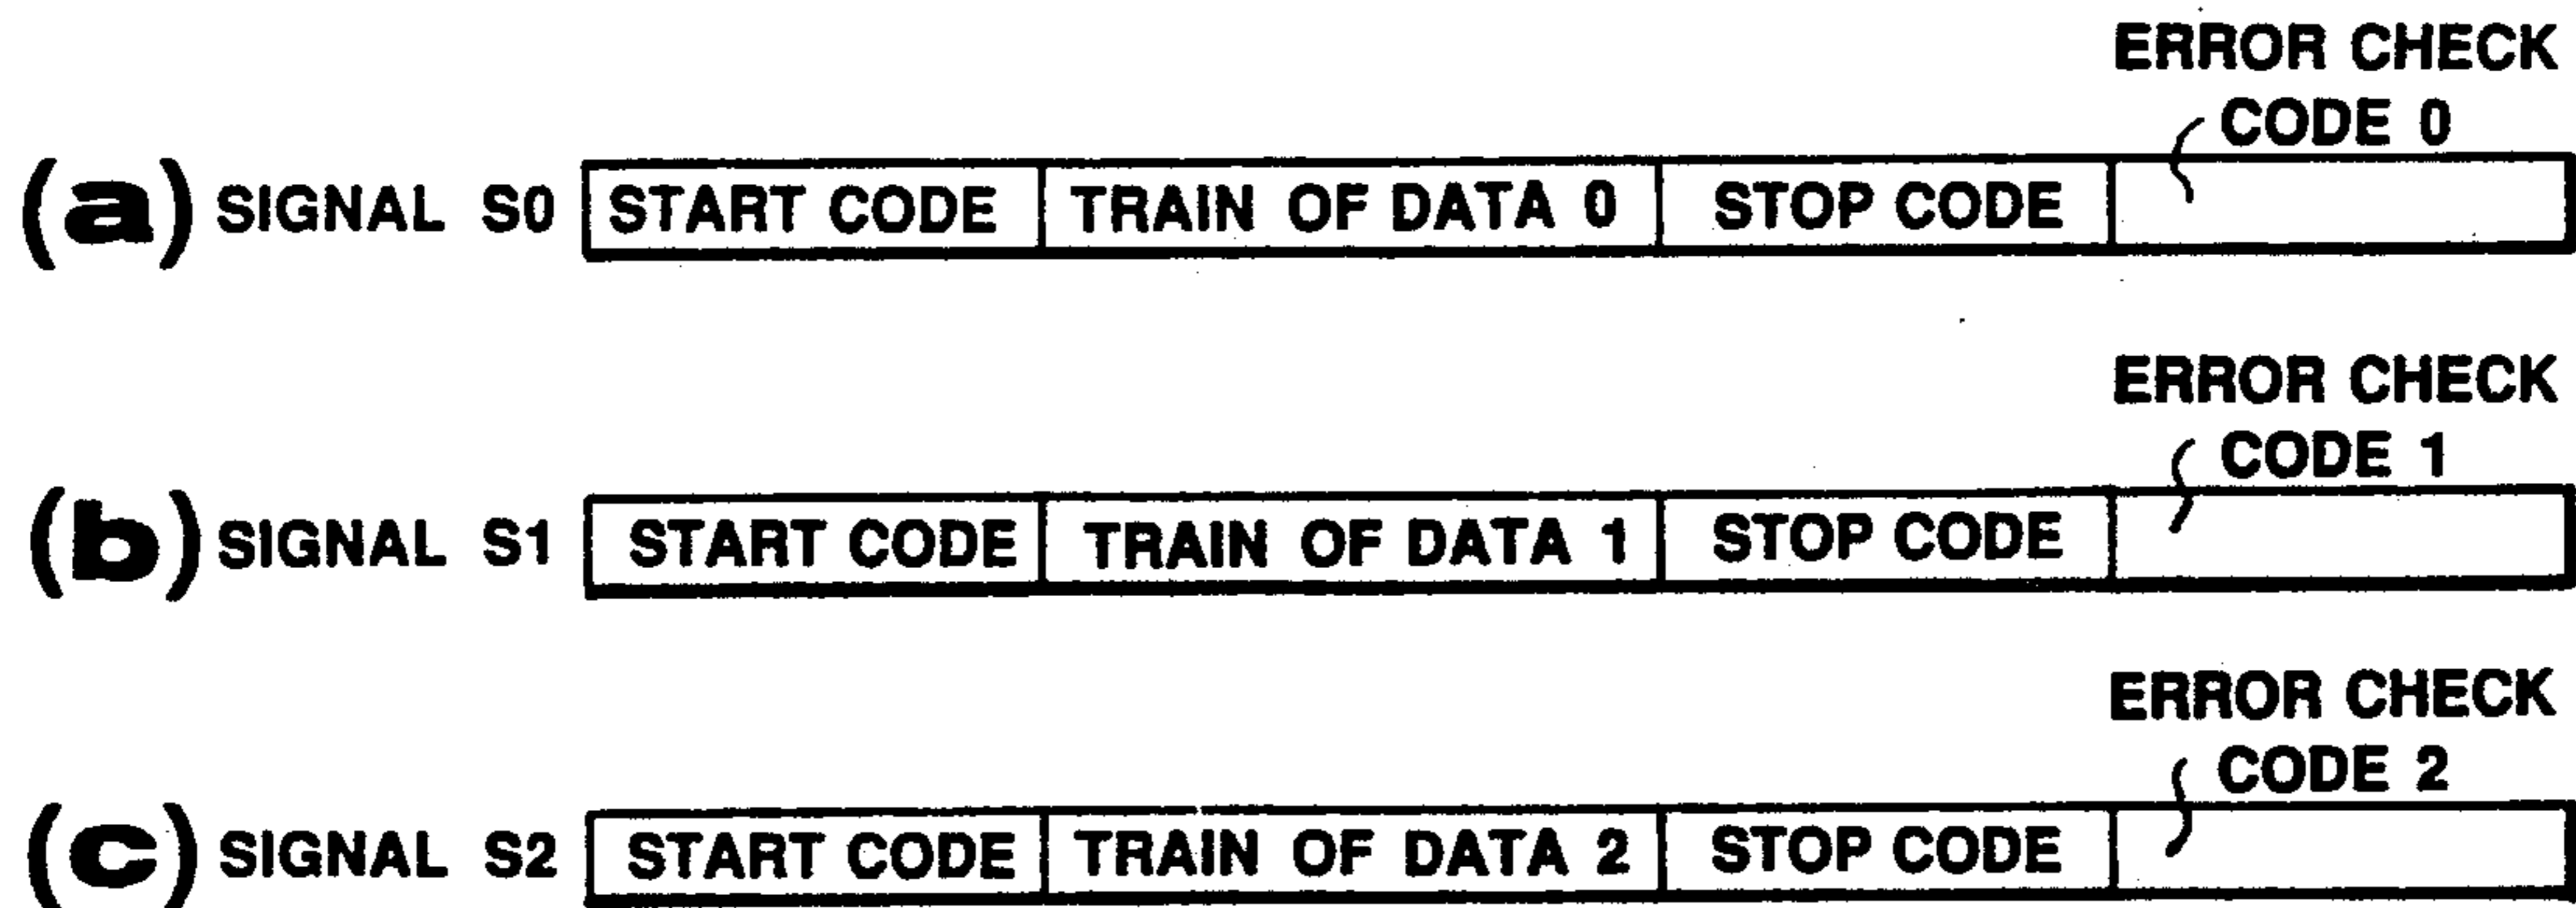 ERROR CHECK
CODE 0
(a) SIGNAL S0 START CODE TRAIN OF DATA 0 STOP CODE
ERROR CHECK
CODE 1
(b) SIGNAL S1 START CODE TRAIN OF DATA 1 STOP CODE
ERROR CHECK
CODE 2
(c) SIGNAL S2 START CODE TRAIN OF DATA 2 STOP CODE